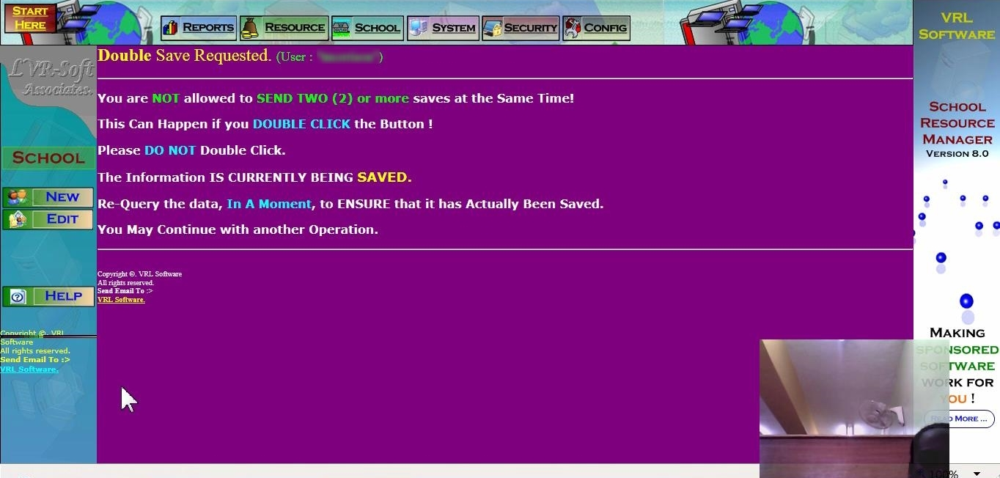 START
HERE
REPORTS
RESOURCE
SCHOOL
SYSTEM
SECURITY
CONFIG
VRL
SOFTWARE
LVR-Soft
Associates.
SCHOOL
NEW
EDIT
HELP
Copyright ©. VRL
Software
All rights reserved.
Send Email To :>
VRL Software.
Double Save Requested. (User : " ")
You are NOT allowed to SEND TWO (2) or more saves at the Same Time!
This Can Happen if you DOUBLE CLICK the Button !
Please DO NOT Double Click.
The Information IS CURRENTLY BEING SAVED.
Re-Query the data, In A Moment, to ENSURE that it has Actually Been Saved.
You May Continue with another Operation.
Copyright ©. VRL Software
All rights reserved.
Send Email To :>
VRL Software.
SCHOOL
RESOURCE
MANAGER
VERSION 8.0
MAKING
SPONSORED
SOFTWARE
WORK FOR
YOU !
READ MORE ...
100%